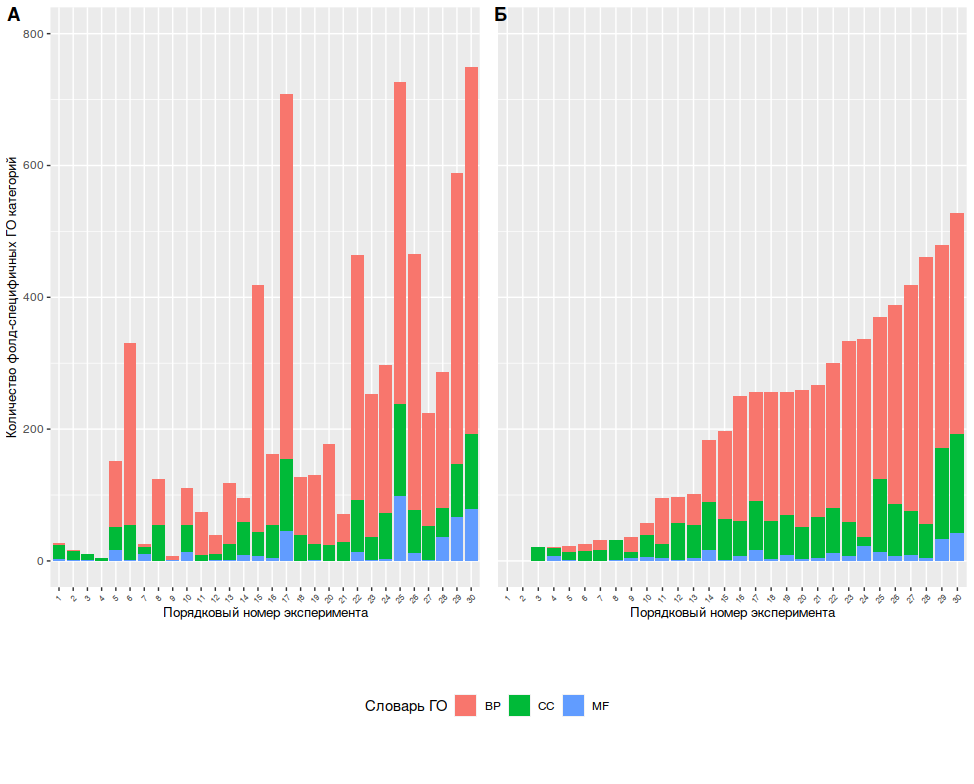 А Б
Количество фолд-специфичных ГО категорий
800
600
400
200
0
1 2 3 4 5 6 7 8 9 10 11 12 13 14 15 16 17 18 19 20 21 22 23 24 25 26 27 28 29 30
1 2 3 4 5 6 7 8 9 10 11 12 13 14 15 16 17 18 19 20 21 22 23 24 25 26 27 28 29 30
Порядковый номер эксперимента
Порядковый номер эксперимента
Словарь ГО BP CC MF